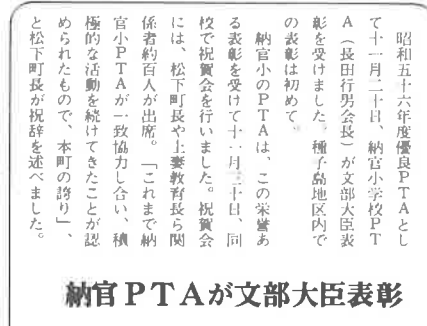 昭和五十六年度優良PTAとし
て十一月二十日、納官小学校PT
A（長田行男会長）が文部大臣表
彰を受けました。種子島地区内で
の表彰は初めて。
納官小のPTAは、この栄誉あ
る表彰を受けて十一月二十日、同
校で祝賀会を行いました。祝賀会
には、松下町長や上妻教育長ら関
係者約百人が出席。「これまで納
官小PTAが一致協力し合い、積
極的な活動を続けてきたことが認
められたもので、本町の誇り」、
と松下町長が祝辞を述べました。
納官PTAが文部大臣表彰